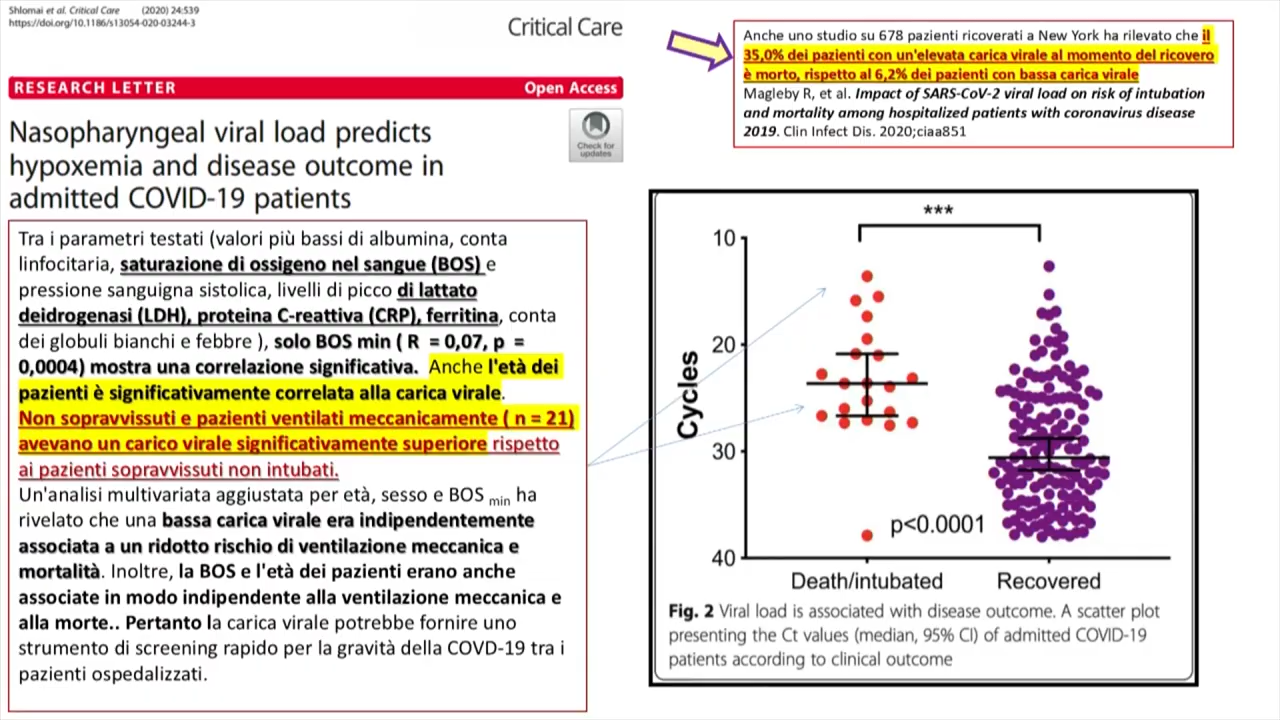 Shlomai et al. Critical Care (2020) 24:539
https://doi.org/10.1186/s13054-020-03244-3
Critical Care
RESEARCH LETTER
Open Access
Nasopharyngeal viral load predicts
hypoxemia and disease outcome in
admitted COVID-19 patients
Check for
updates
Tra i parametri testati (valori più bassi di albumina, conta
linfocitaria, saturazione di ossigeno nel sangue (BOS) e
pressione sanguigna sistolica, livelli di picco di lattato
deidrogenasi (LDH), proteina C-reattiva (CRP), ferritina, conta
dei globuli bianchi e febbre ), solo BOS min ( R = 0,07, p =
0,0004) mostra una correlazione significativa. Anche l'età dei
pazienti è significativamente correlata alla carica virale.
Non sopravvissuti e pazienti ventilati meccanicamente ( n = 21)
avevano un carico virale significativamente superiore rispetto
ai pazienti sopravvissuti non intubati.
Un'analisi multivariata aggiustata per età, sesso e BOS min ha
rivelato che una bassa carica virale era indipendentemente
associata a un ridotto rischio di ventilazione meccanica e
mortalità. Inoltre, la BOS e l'età dei pazienti erano anche
associate in modo indipendente alla ventilazione meccanica e
alla morte.. Pertanto la carica virale potrebbe fornire uno
strumento di screening rapido per la gravità della COVD-19 tra i
pazienti ospedalizzati.
Anche uno studio su 678 pazienti ricoverati a New York ha rilevato che il
35,0% dei pazienti con un'elevata carica virale al momento del ricovero
è morto, rispetto al 6,2% dei pazienti con bassa carica virale
Magleby R, et al. Impact of SARS-CoV-2 viral load on risk of intubation
and mortality among hospitalized patients with coronavirus disease
2019. Clin Infect Dis. 2020;ciaa851
***
10
20
30
40
Cycles
p<0.0001
Death/intubated
Recovered
Fig. 2 Viral load is associated with disease outcome. A scatter plot
presenting the Ct values (median, 95% CI) of admitted COVID-19
patients according to clinical outcome